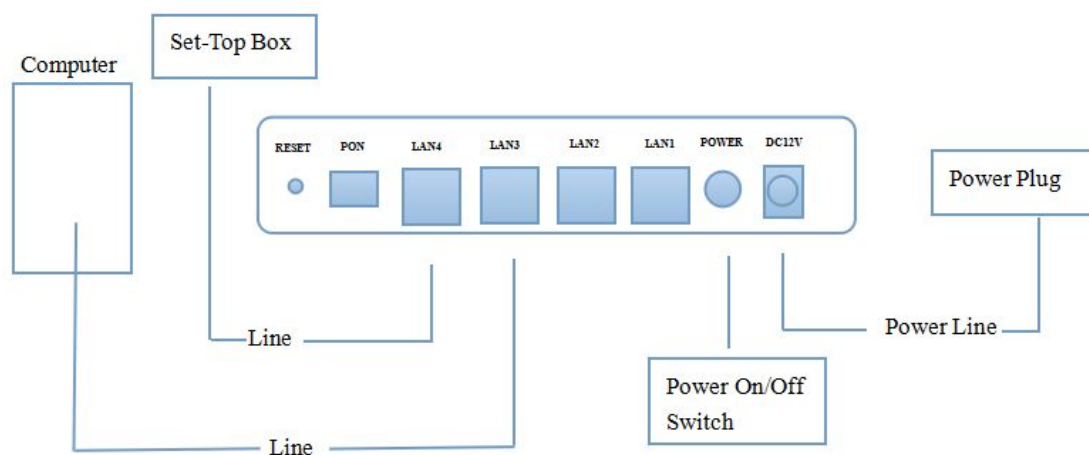 Set-Top Box
Computer
RESET PON LAN4 LAN3 LAN2 LAN1 POWER DC12V
Power Plug
Line
Power Line
Power On/Off
Switch
Line